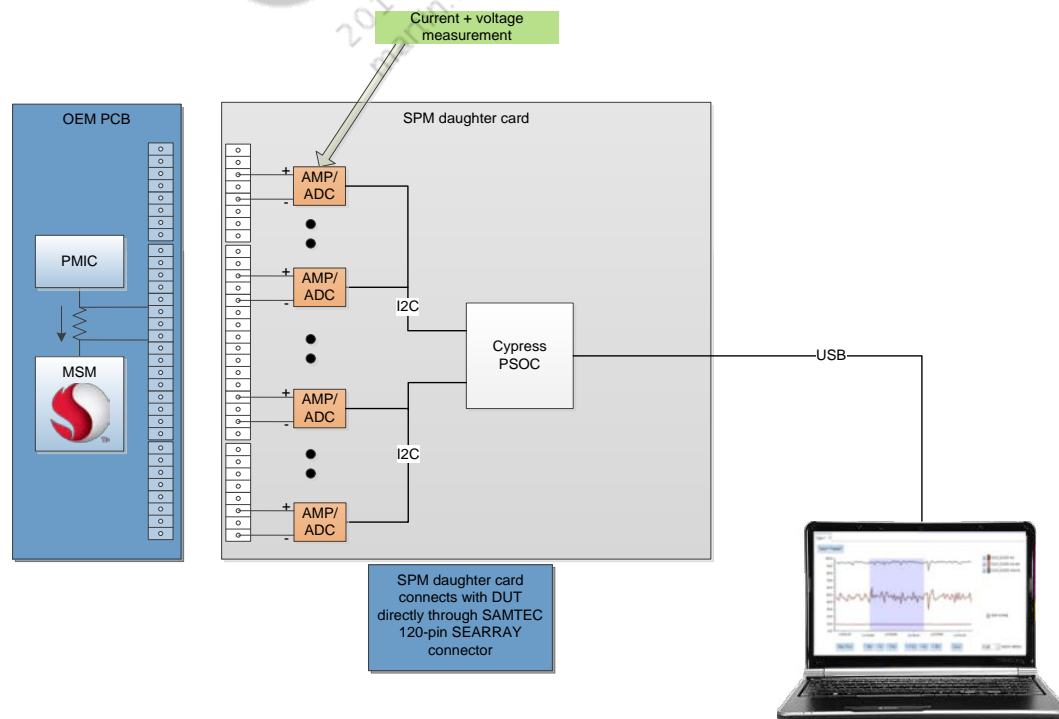 Current + voltage
measurement
OEM PCB
SPM daughter card
+
AMP/
ADC
-
PMIC
+
AMP/
ADC
-
I2C
Cypress
PSOC
USB
MSM
+
AMP/
ADC
-
I2C
+
AMP/
ADC
-
SPM daughter card
connects with DUT
directly through SAMTEC
120-pin SEARRAY
connector